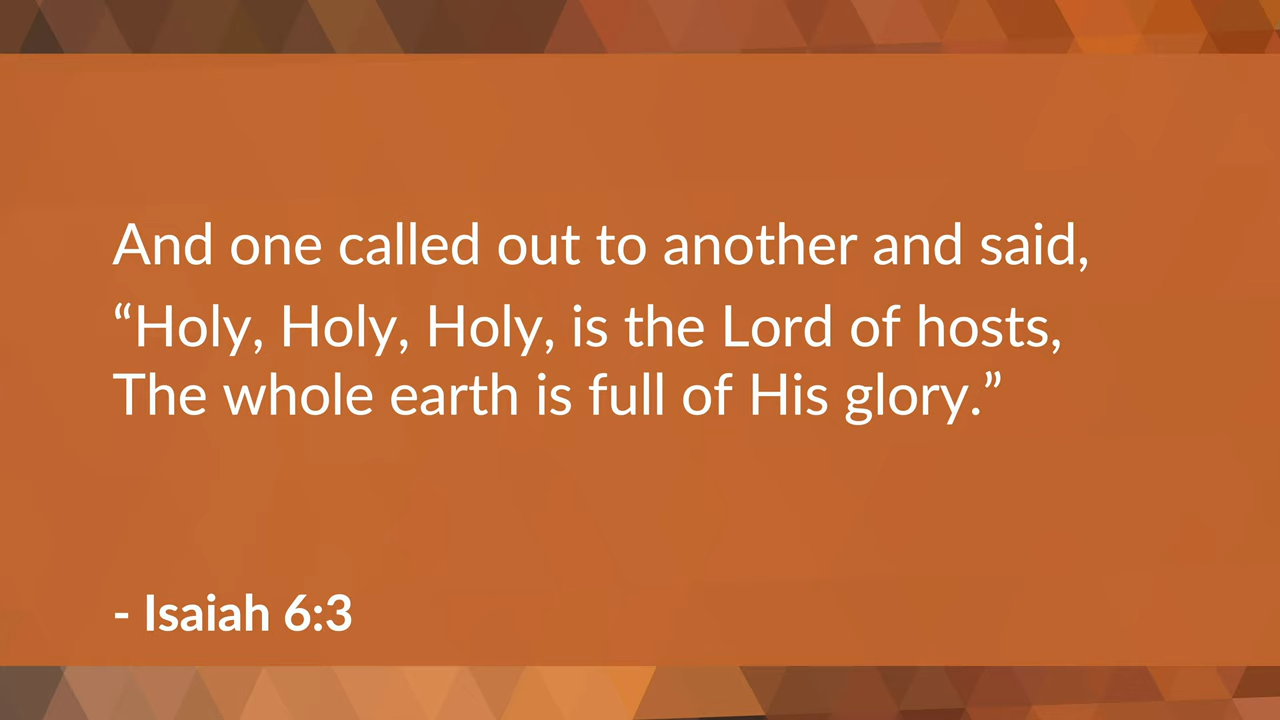 And one called out to another and said,
“Holy, Holy, Holy, is the Lord of hosts,
The whole earth is full of His glory.”
- Isaiah 6:3